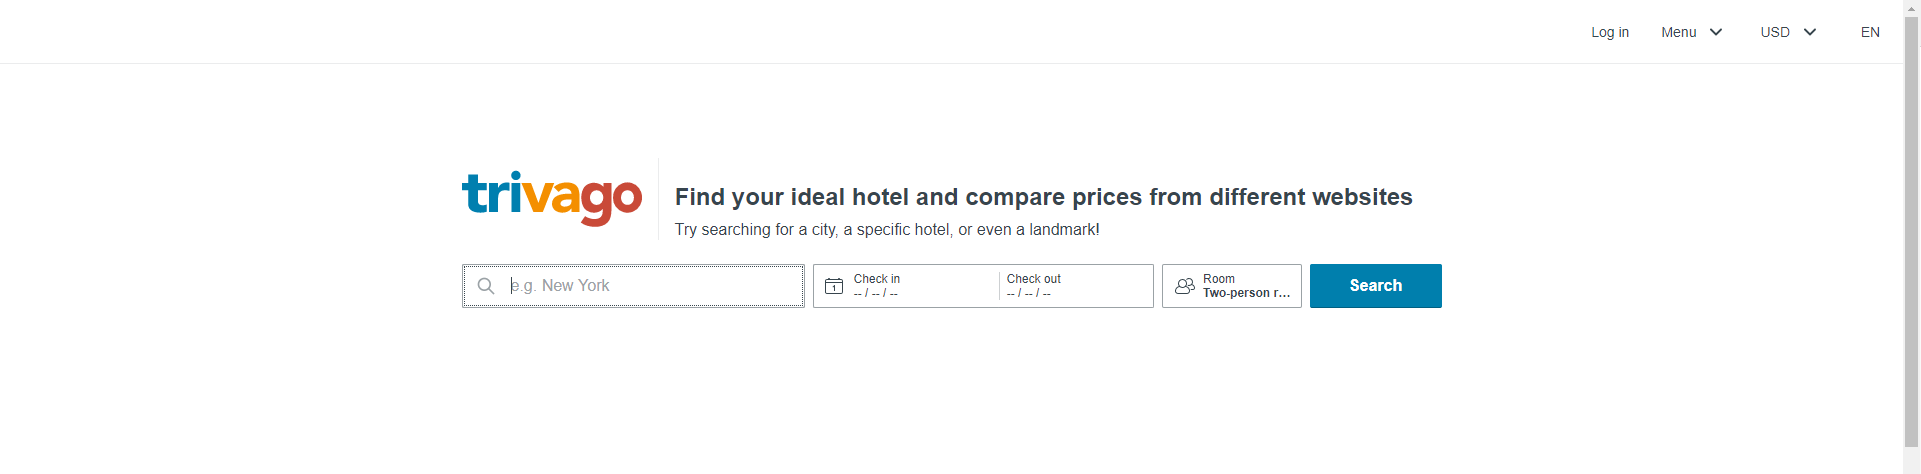 Log in Menu USD EN
trivago
Find your ideal hotel and compare prices from different websites
Try searching for a city, a specific hotel, or even a landmark!
e.g. New York
1
Check in
-- / -- / --
Check out
-- / -- / --
Room
Two-person r...
Search